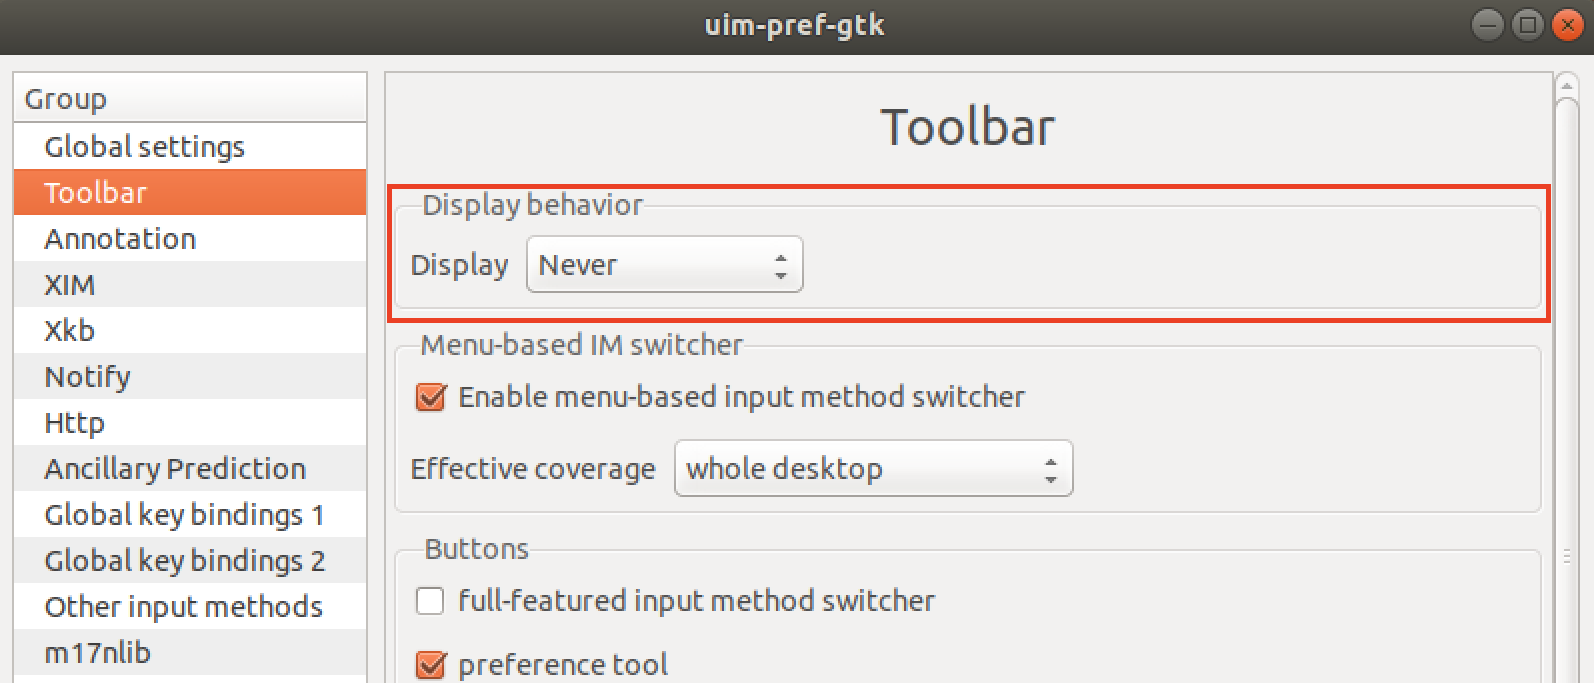 uim-pref-gtk
Group
Global settings
Toolbar
Annotation
XIM
Xkb
Notify
Http
Ancillary Prediction
Global key bindings 1
Global key bindings 2
Other input methods
m17nlib
Toolbar
Display behavior
Display Never
Menu-based IM switcher
Enable menu-based input method switcher
Effective coverage whole desktop
Buttons
full-featured input method switcher
preference tool